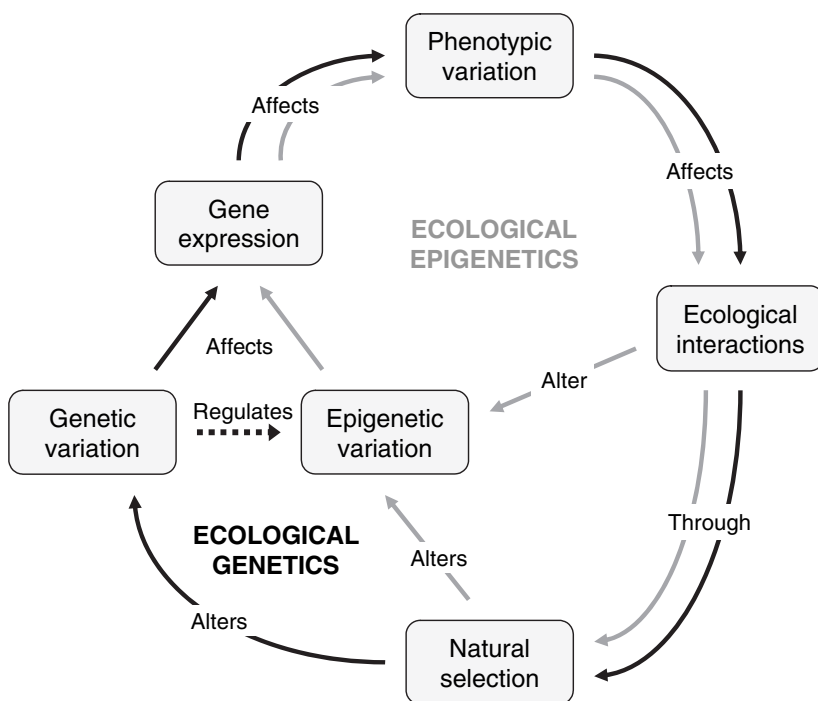 Phenotypic
variation
Affects
Affects
Gene
expression
ECOLOGICAL
EPIGENETICS
Ecological
interactions
Affects
Alter
Genetic
variation
Regulates
Epigenetic
variation
Through
ECOLOGICAL
GENETICS
Alters
Alters
Natural
selection